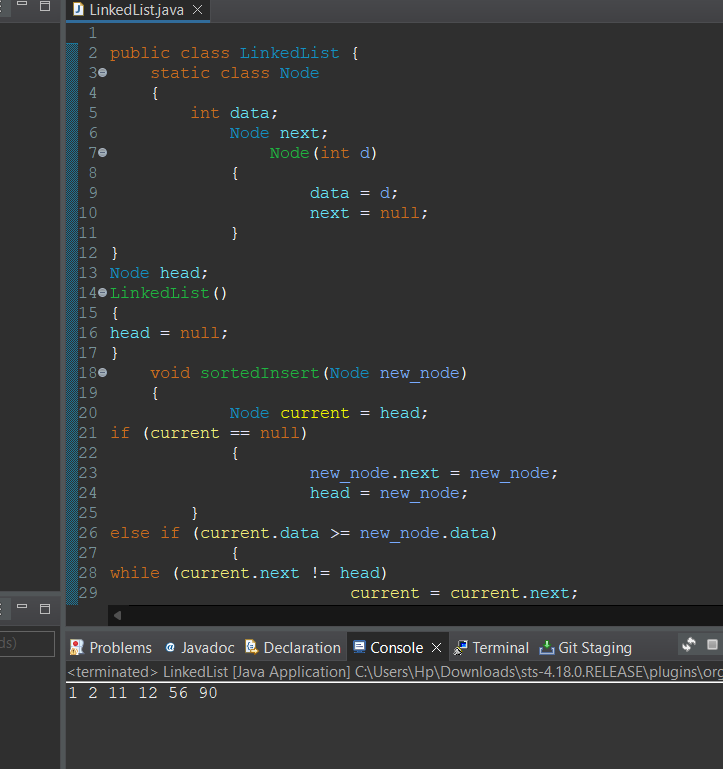 LinkedList.java
1
2 public class LinkedList {
3 static class Node
4 {
5 int data;
6 Node next;
7 Node(int d)
8 {
9 data = d;
10 next = null;
11 }
12 }
13 Node head;
14 LinkedList()
15 {
16 head = null;
17 }
18 void sortedInsert(Node new_node)
19 {
20 Node current = head;
21 if (current == null)
22 {
23 new_node.next = new_node;
24 head = new_node;
25 }
26 else if (current.data >= new_node.data)
27 {
28 while (current.next != head)
29 current = current.next;
ds)
Problems Javadoc Declaration Console Terminal Git Staging
<terminated> LinkedList [Java Application] C:\Users\Hp\Downloads\sts-4.18.0.RELEASE\plugins\org
1 2 11 12 56 90